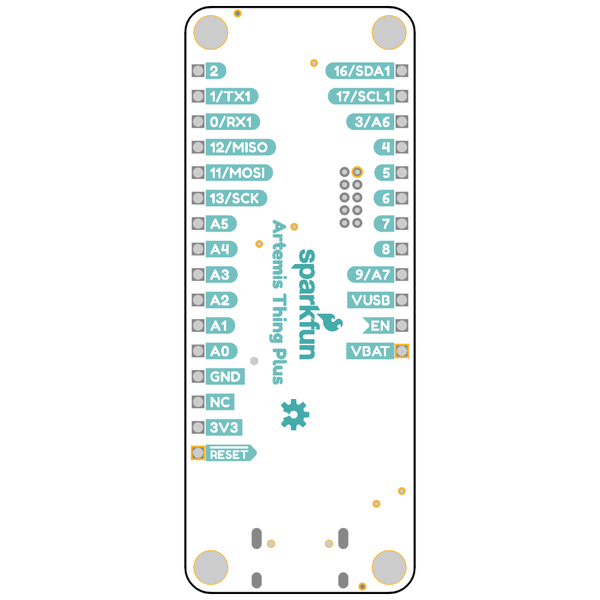 2
1/TX1
0/RX1
12/MISO
11/MOSI
13/SCK
A5
A4
A3
A2
A1
A0
GND
NC
3V3
RESET
16/SDA1
17/SCL1
3/A6
4
5
6
7
8
9/A7
VUSB
EN
VBAT
sparkfun
Artemis Thing Plus